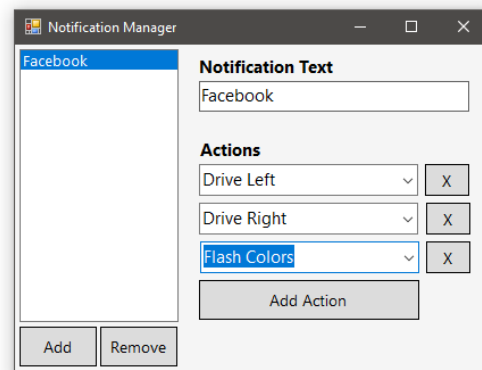 Notification Manager
Facebook
Notification Text
Facebook
Actions
Drive Left
X
Drive Right
X
Flash Colors
X
Add Action
Add
Remove